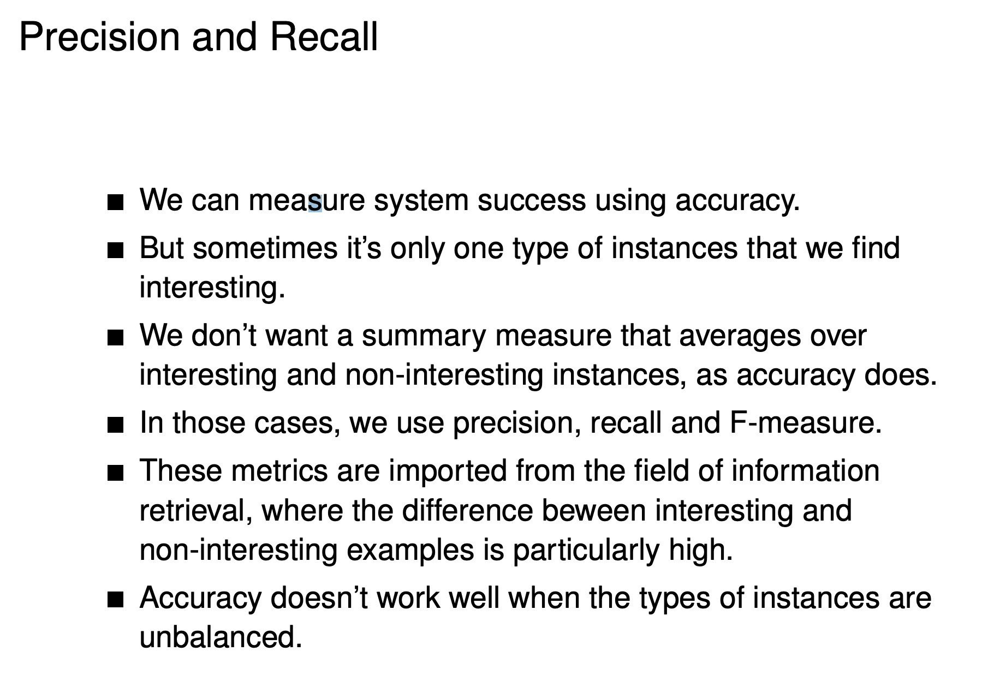 Precision and Recall
We can measure system success using accuracy.
But sometimes it's only one type of instances that we find
interesting.
We don't want a summary measure that averages over
interesting and non-interesting instances, as accuracy does.
In those cases, we use precision, recall and F-measure.
These metrics are imported from the field of information
retrieval, where the difference beween interesting and
non-interesting examples is particularly high.
Accuracy doesn't work well when the types of instances are
unbalanced.